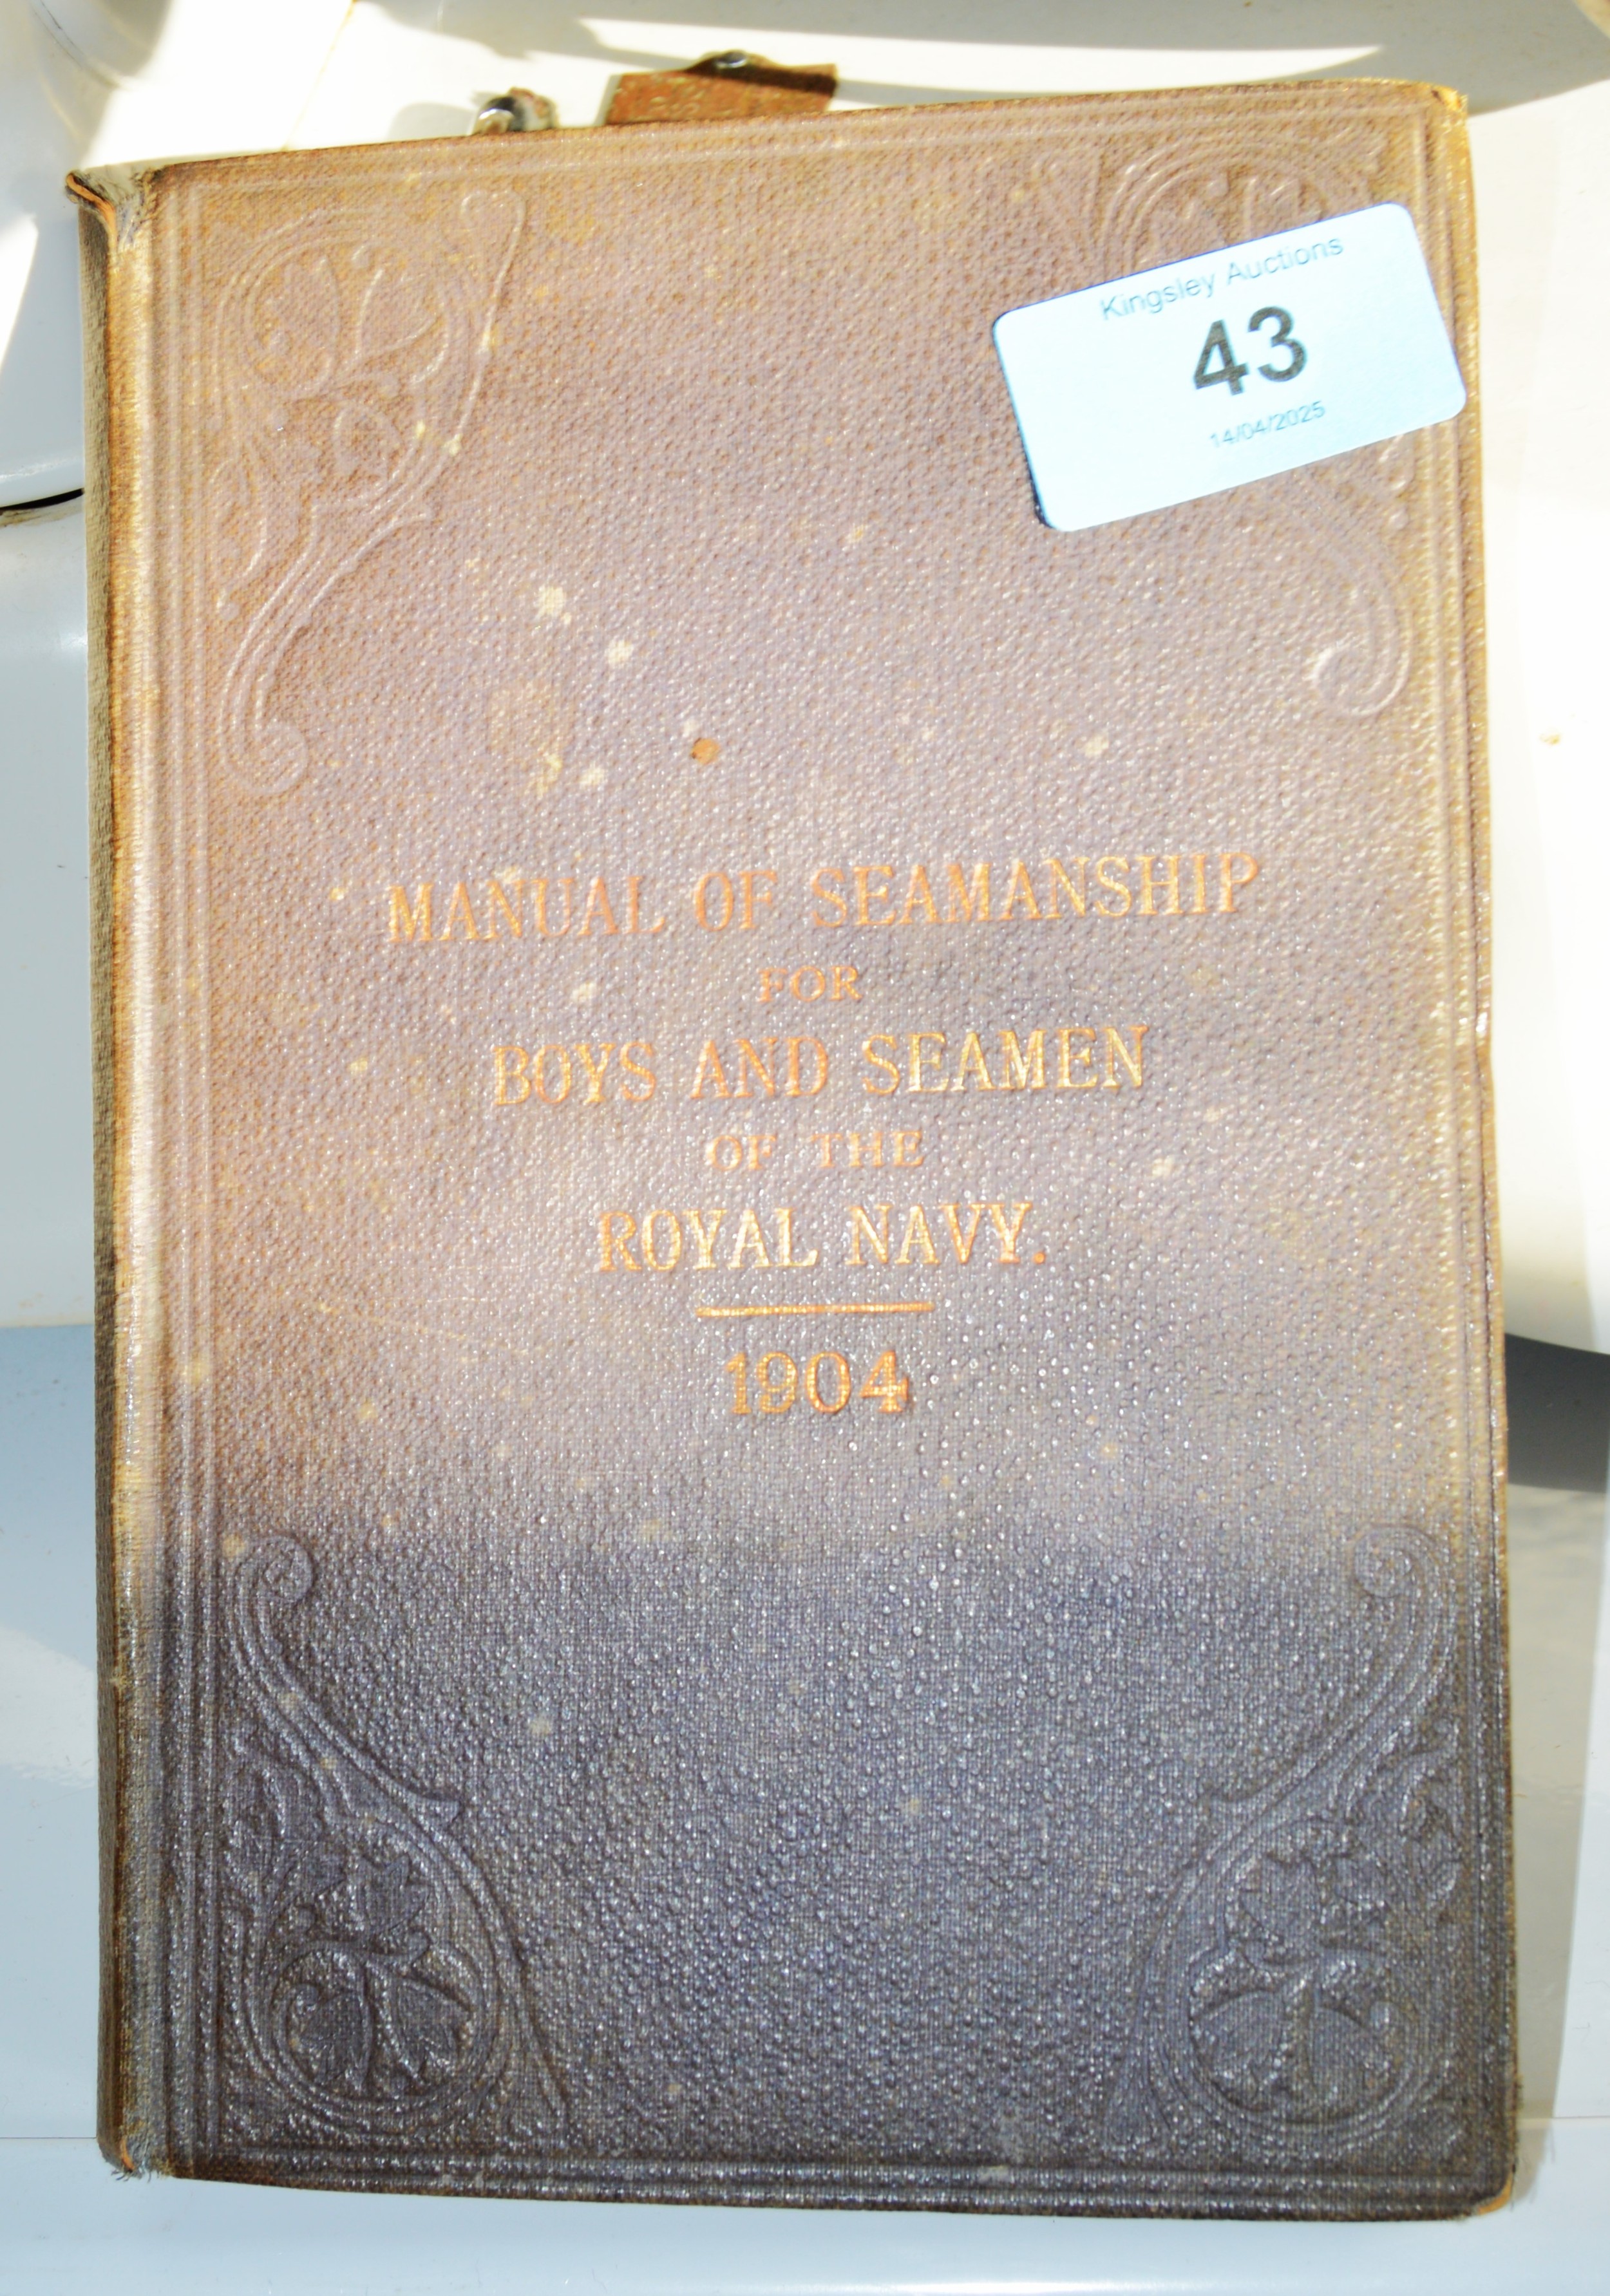 Kingsley Auctions
43
14/04/2025
MANUAL OF SEAMANSHIP
FOR
BOYS AND SEAMEN
OF THE
ROYAL NAVY.
1904